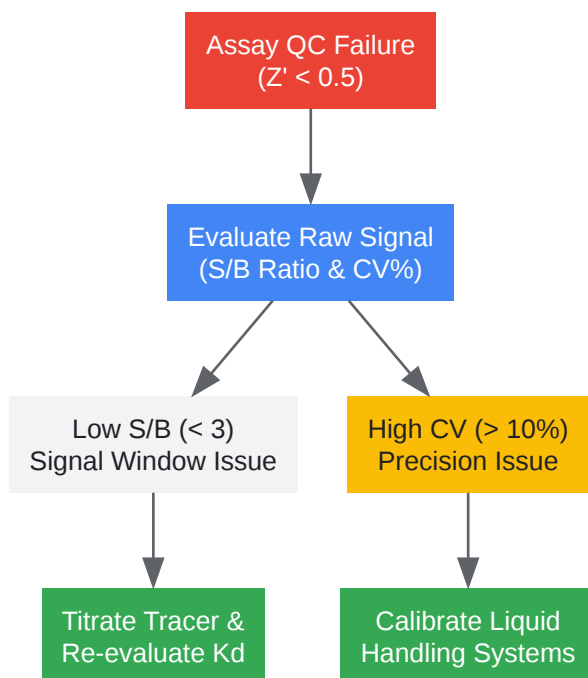 Assay QC Failure
(Z' < 0.5)
Evaluate Raw Signal
(S/B Ratio & CV%)
Low S/B (< 3)
Signal Window Issue
High CV (> 10%)
Precision Issue
Titrate Tracer &
Re-evaluate Kd
Calibrate Liquid
Handling Systems